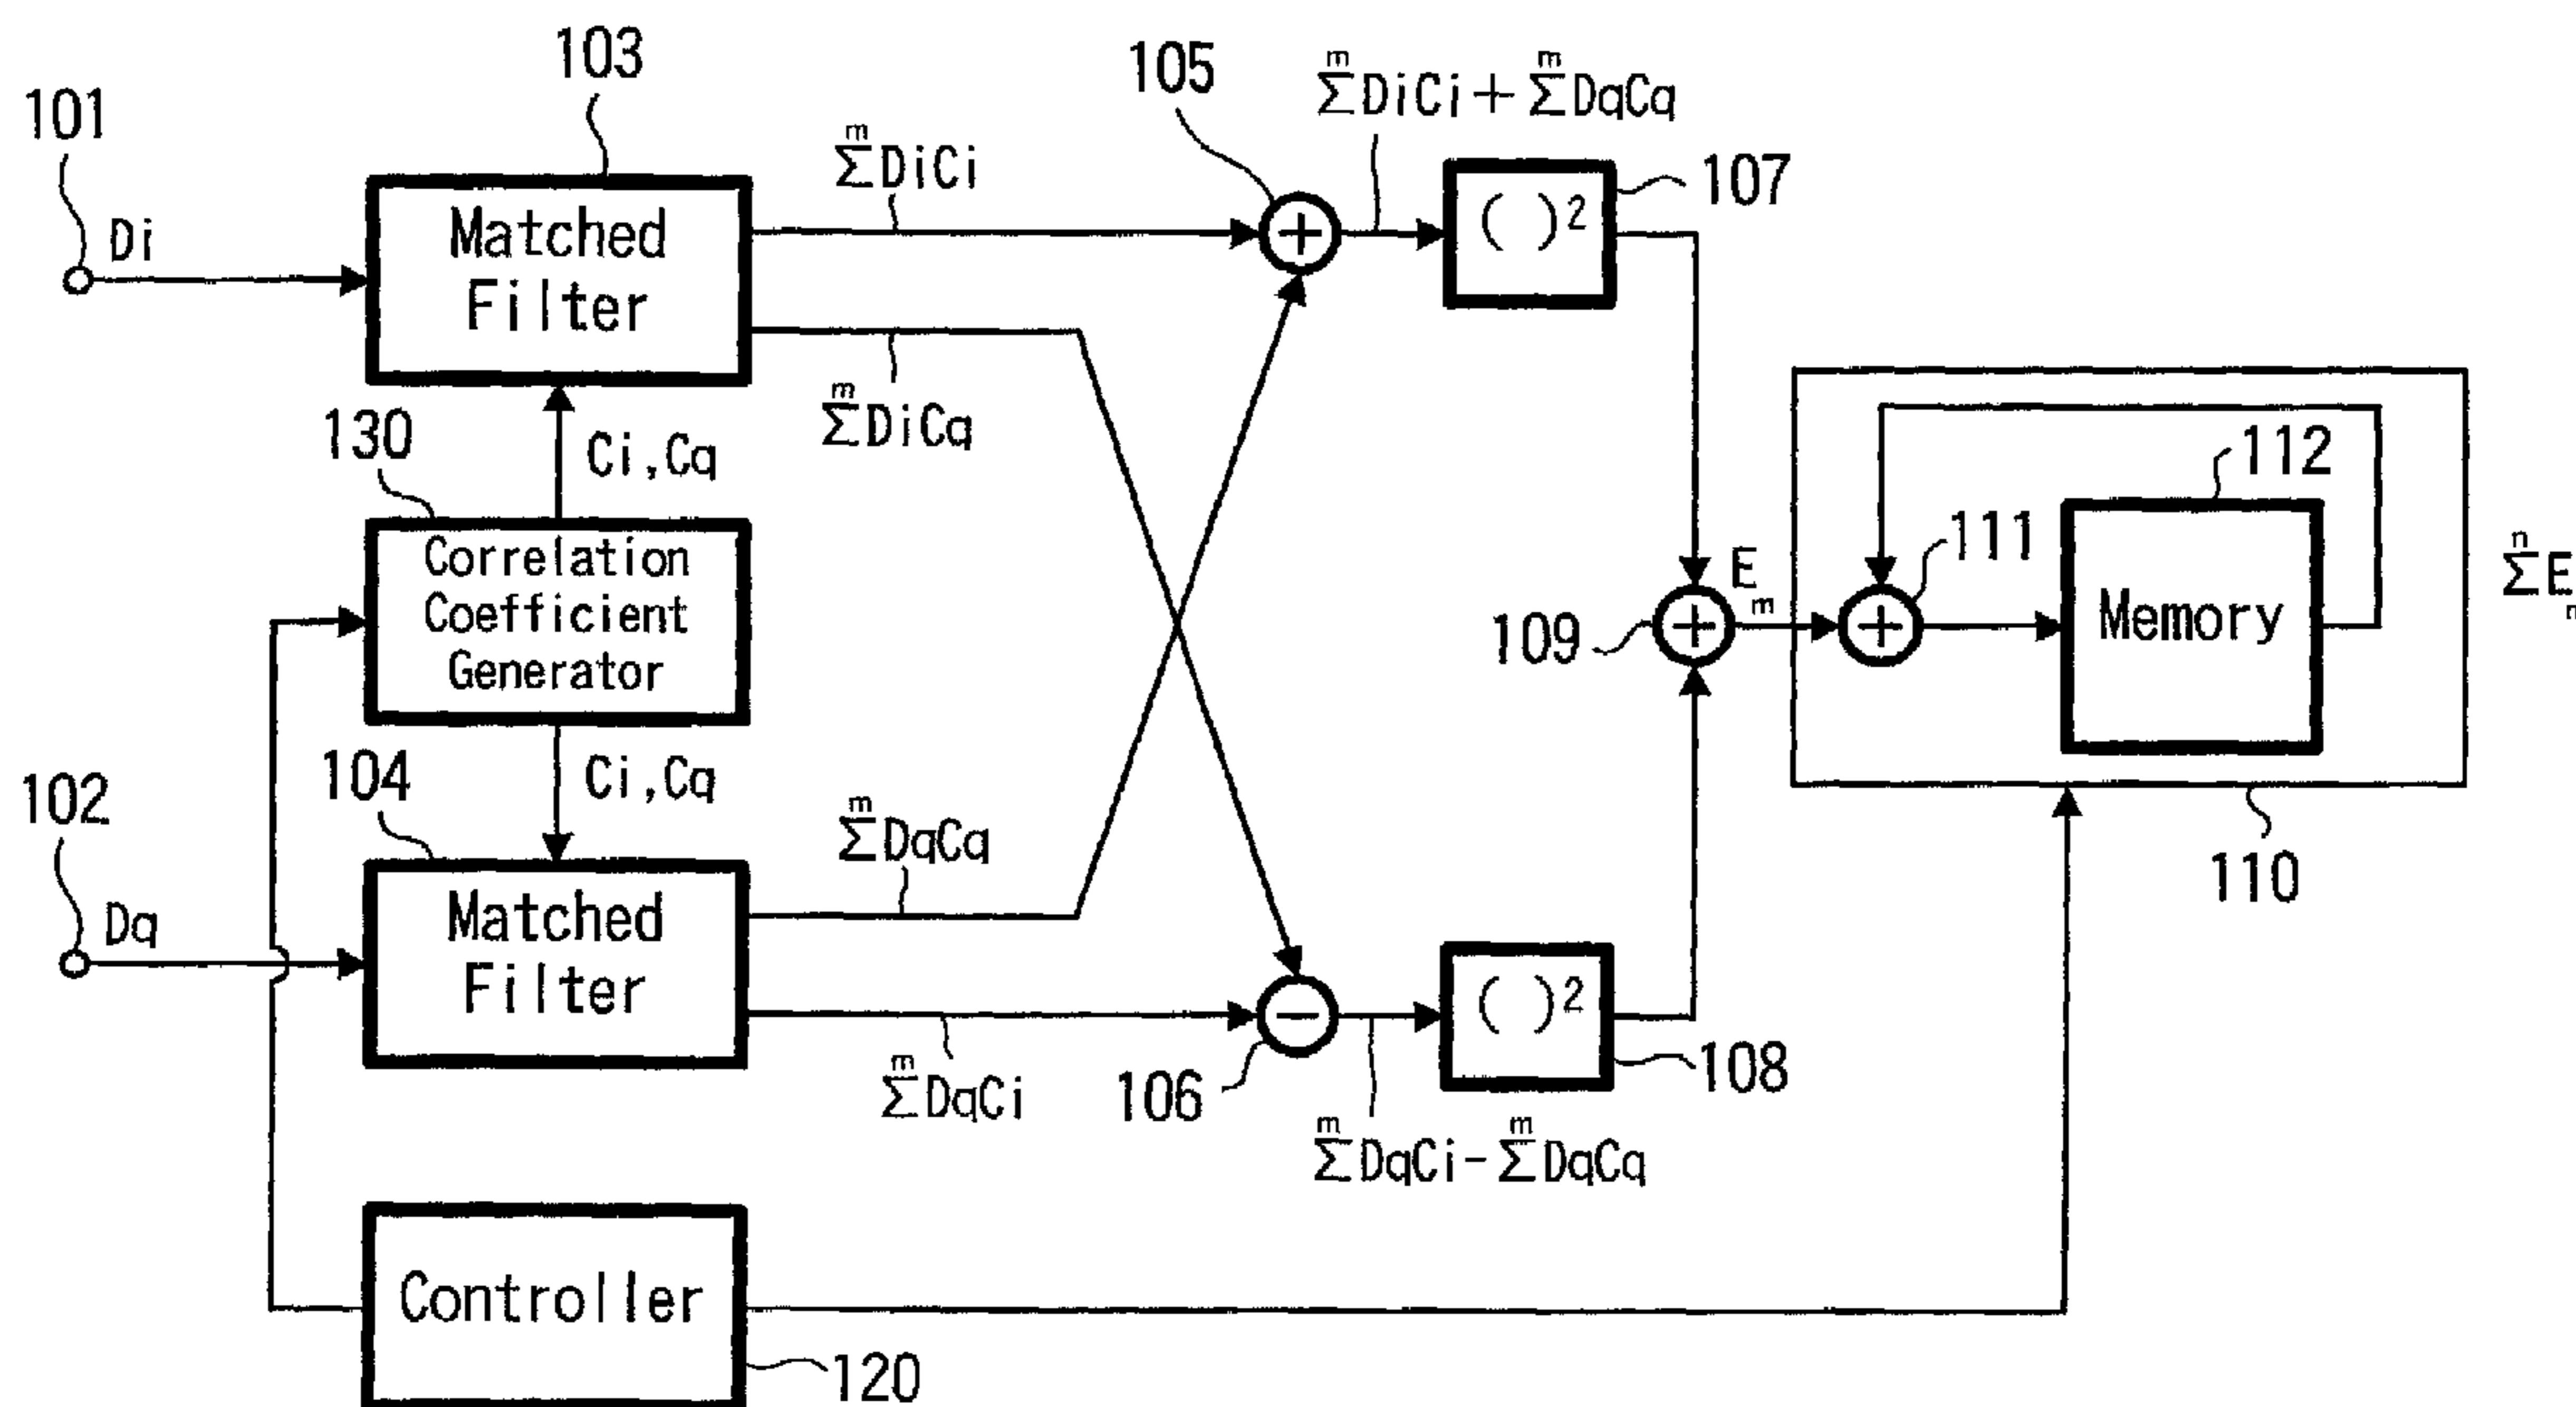 101
Di
103
Matched
Filter
m
ΣDiCi
m
ΣDiCq
105
m m
ΣDiCi+ΣDqCq
( )²
107
130
Correlation
Coefficient
Generator
Ci,Cq
Ci,Cq
102
Dq
104
Matched
Filter
m
ΣDqCq
m
ΣDqCi
106
m m
ΣDqCi-ΣDqCq
( )²
108
109
E
m
111
112
Memory
110
n
ΣE
Controller
120